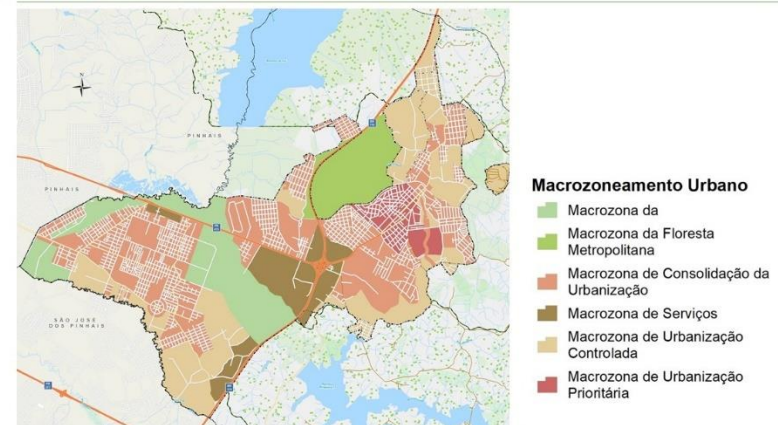 N
PINHAIS
PINHAIS
SÃO JOSÉ
DOS PINHAIS
Macrozoneamento Urbano
Macrozona da
Macrozona da Floresta
Metropolitana
Macrozona de Consolidação da
Urbanização
Macrozona de Serviços
Macrozona de Urbanização
Controlada
Macrozona de Urbanização
Prioritária